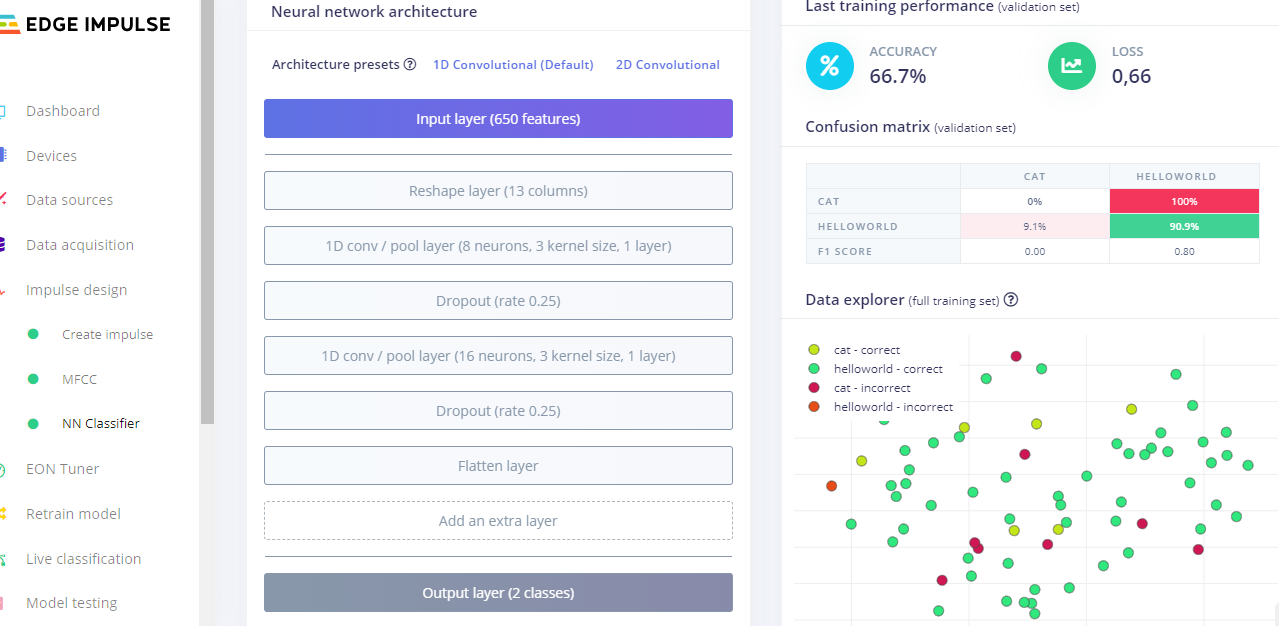 EDGE IMPULSE
Dashboard
Devices
Data sources
Data acquisition
Impulse design
Create impulse
MFCC
NN Classifier
EON Tuner
Retrain model
Live classification
Model testing
Neural network architecture
Architecture presets ? 1D Convolutional (Default) 2D Convolutional
Input layer (650 features)
Reshape layer (13 columns)
1D conv / pool layer (8 neurons, 3 kernel size, 1 layer)
Dropout (rate 0.25)
1D conv / pool layer (16 neurons, 3 kernel size, 1 layer)
Dropout (rate 0.25)
Flatten layer
Add an extra layer
Output layer (2 classes)
Last training performance (validation set)
% ACCURACY
66.7%
LOSS
0,66
Confusion matrix (validation set)
CAT HELLOWORLD
CAT 0% 100%
HELLOWORLD 9.1% 90.9%
F1 SCORE 0.00 0.80
Data explorer (full training set) ?
cat - correct
helloworld - correct
cat - incorrect
helloworld - incorrect